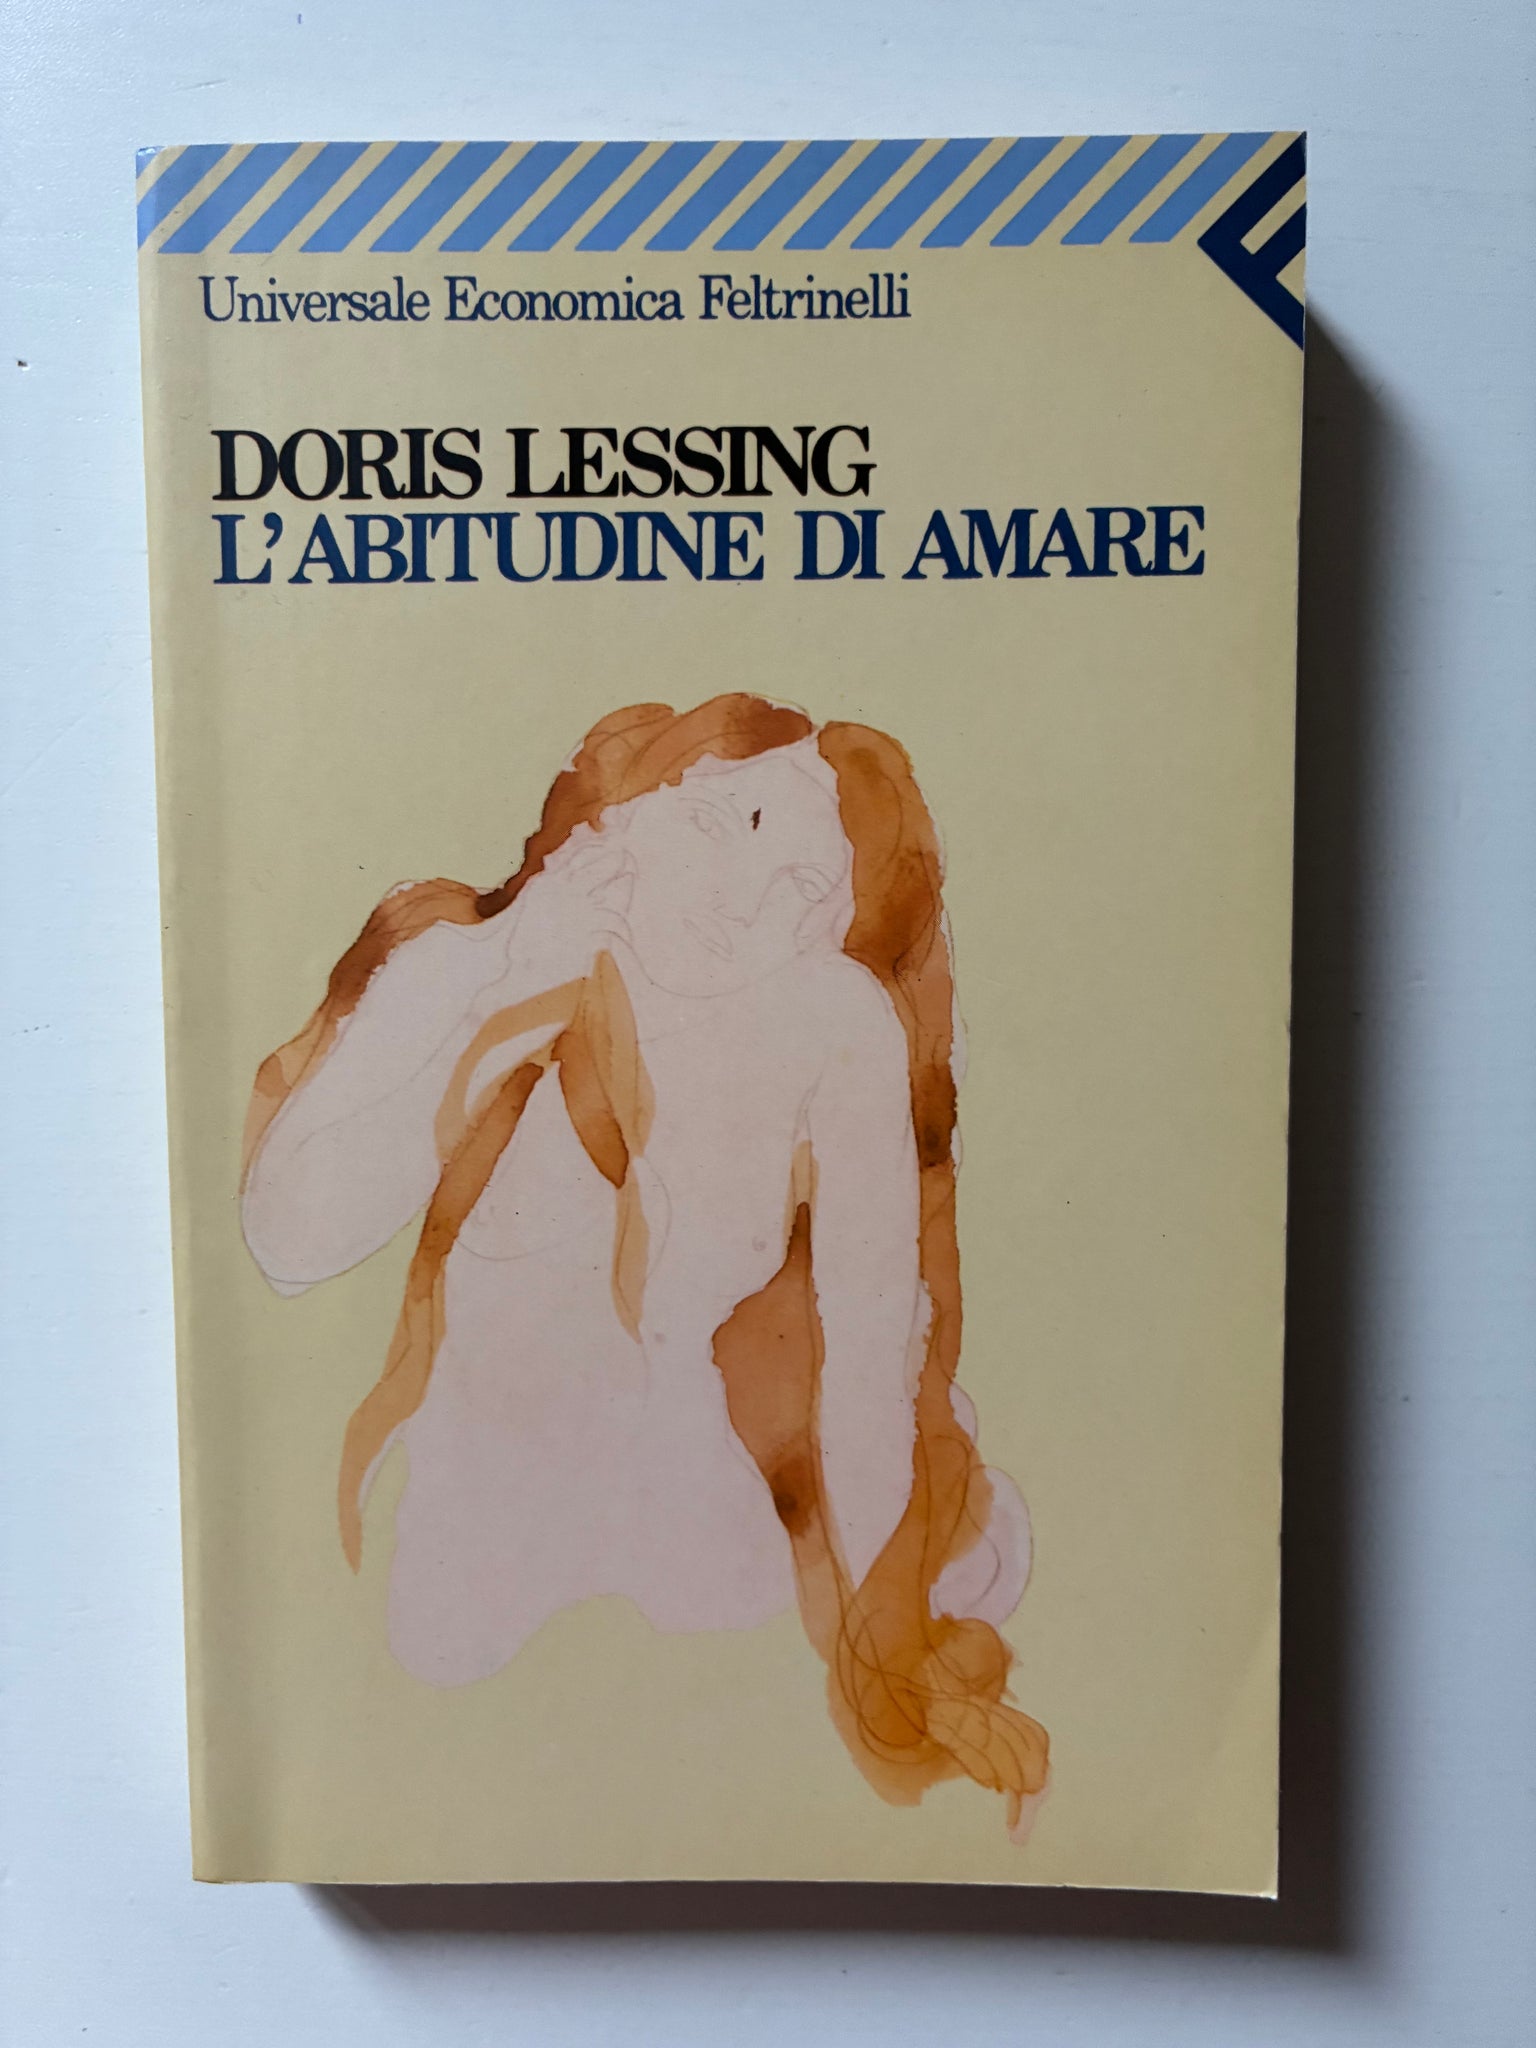 Universale Economica Feltrinelli
DORIS LESSING
L'ABITUDINE DI AMARE